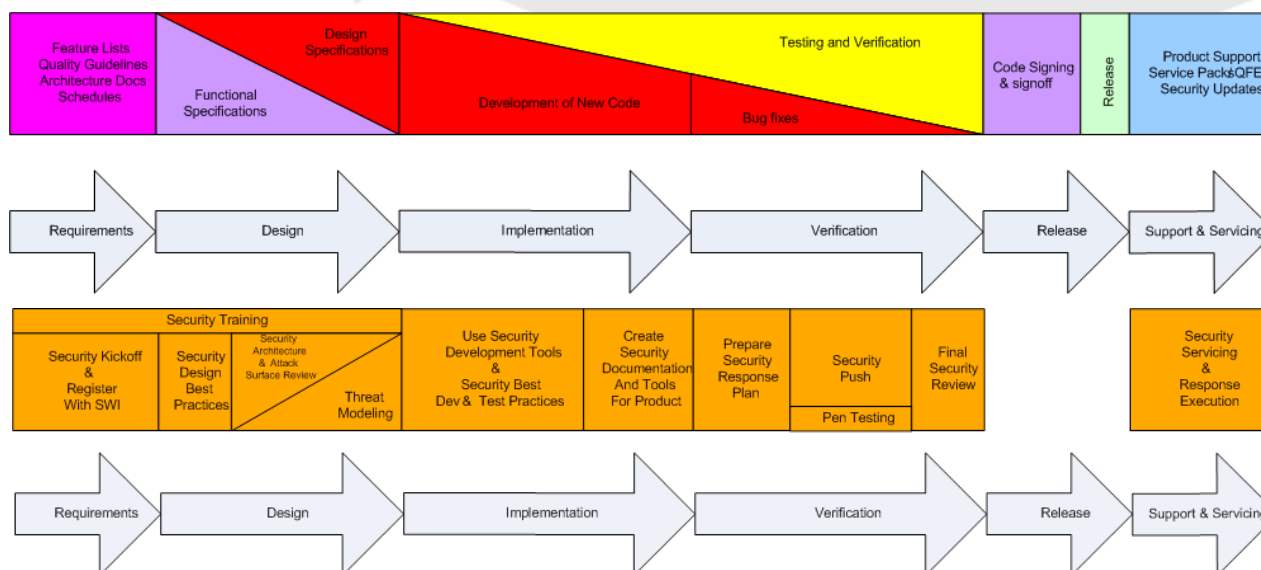 Feature Lists
Quality Guidelines
Architecture Docs
Schedules
Functional
Specifications
Design
Specifications
Development of New Code
Testing and Verification
Bug fixes
Code Signing
& signoff
Release
Product Support
Service Packs/QFE
Security Updates
Requirements
Design
Implementation
Verification
Release
Support & Servicing
Security Training
Security Kickoff
&
Register
With SWI
Security
Design
Best
Practices
Security
Architecture
& Attack
Surface Review
Threat
Modeling
Use Security
Development Tools
&
Security Best
Dev & Test Practices
Create
Security
Documentation
And Tools
For Product
Prepare
Security
Response
Plan
Security
Push
Pen Testing
Final
Security
Review
Security
Servicing
&
Response
Execution
Requirements
Design
Implementation
Verification
Release
Support & Servicing